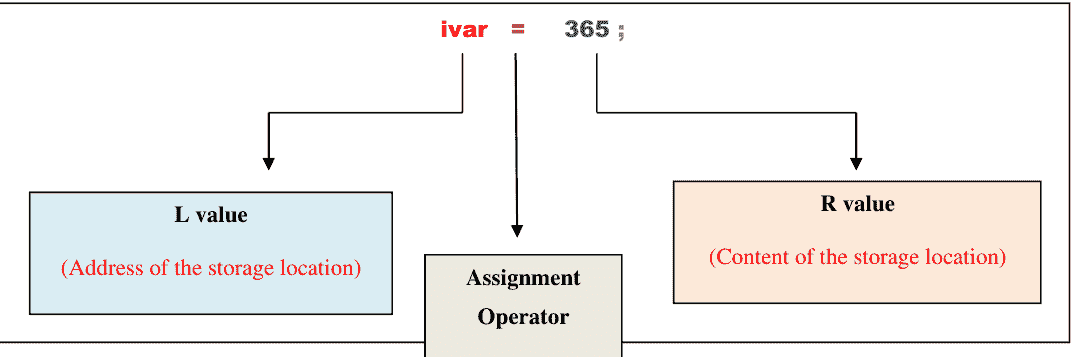 ivar = 365 ;
L value
(Address of the storage location)
Assignment
Operator
R value
(Content of the storage location)